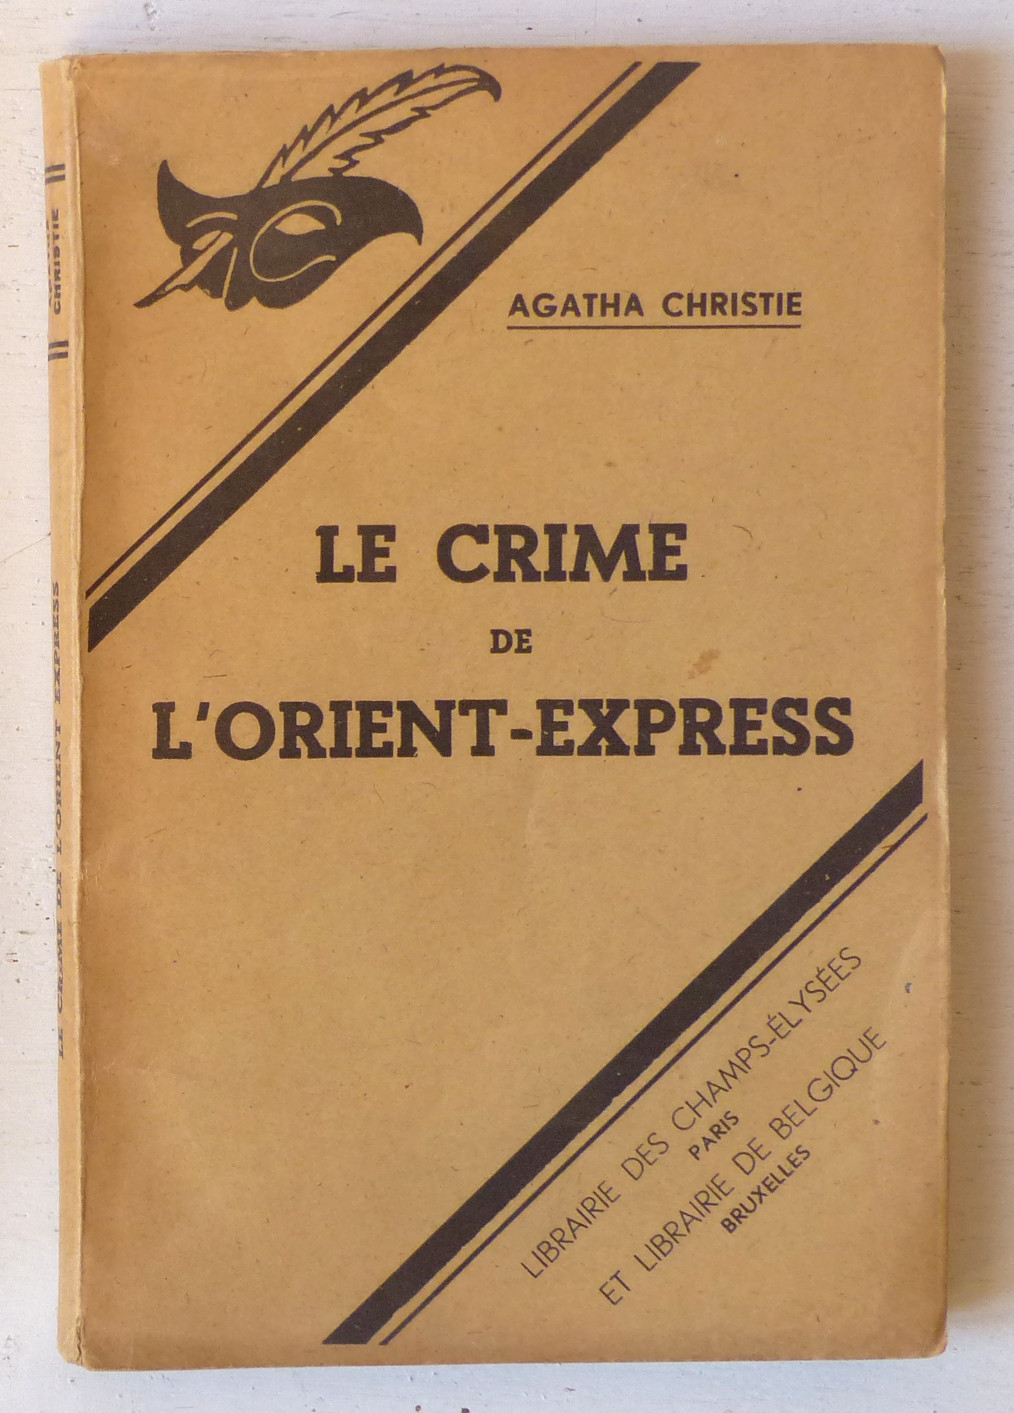 AGATHA CHRISTIE
LE CRIME
DE
L'ORIENT-EXPRESS
LIBRAIRIE DES CHAMPS-ÉLYSÉES
PARIS
ET LIBRAIRIE DE BELGIQUE
BRUXELLES
CHRISTIE
LE CRIME DE L'ORIENT EXPRESS